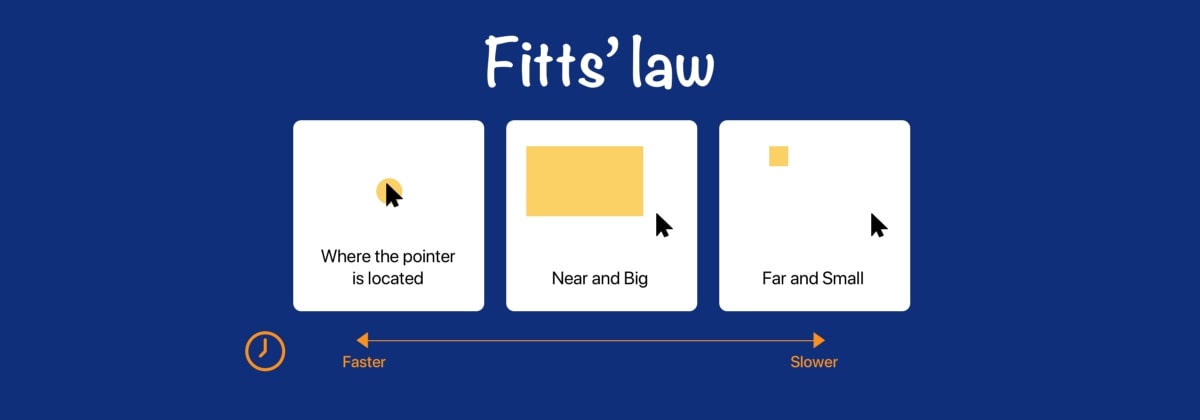 Fitts’ law
Where the pointer
is located
Near and Big
Far and Small
Faster
Slower